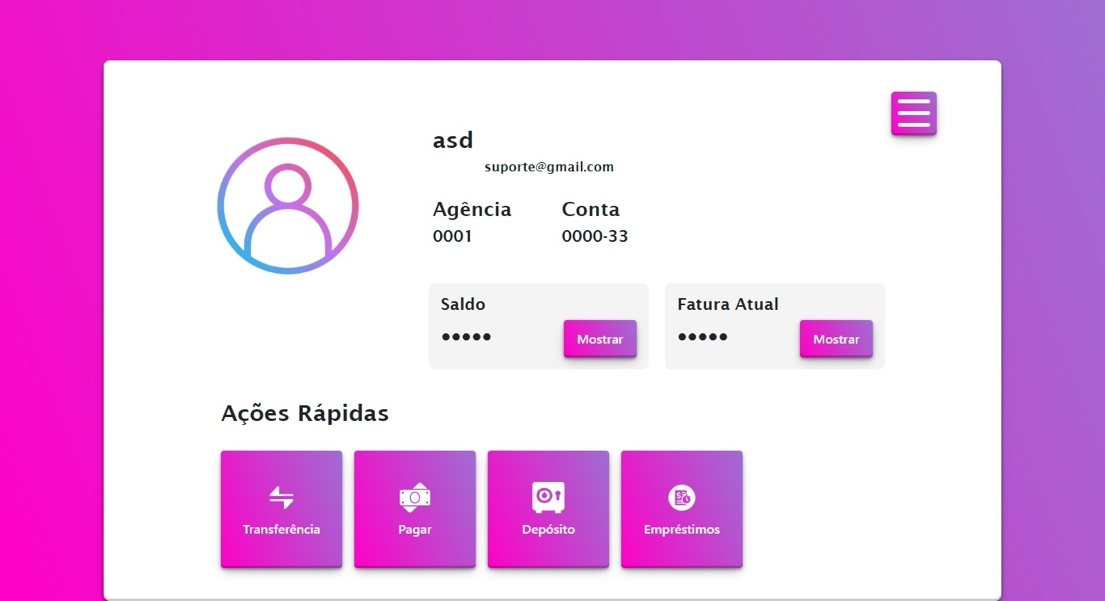 asd
suporte@gmail.com
Agência Conta
0001 0000-33
Saldo Fatura Atual
●●●●● Mostrar ●●●●● Mostrar
Ações Rápidas
Transferência Pagar Depósito Empréstimos